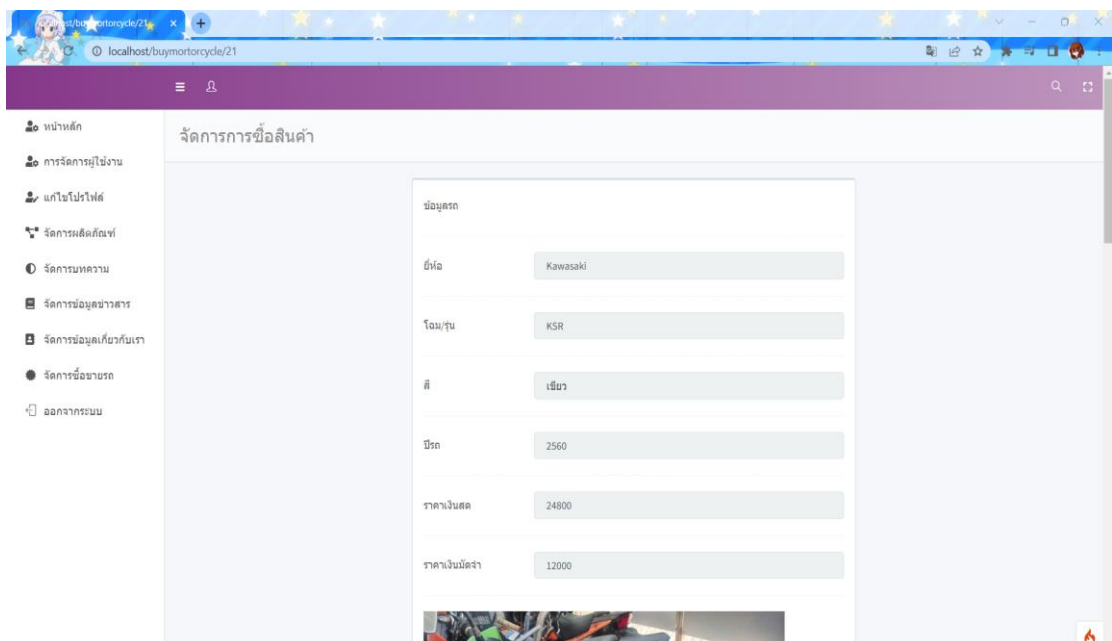 localhost/buymortorcycle/21
หน้าหลัก
การจัดการผู้ใช้งาน
แก้ไขโปรไฟล์
จัดการผลิตภัณฑ์
จัดการบทความ
จัดการข้อมูลข่าวสาร
จัดการข้อมูลเกี่ยวกับเรา
จัดการซื้อขายรถ
ออกจากระบบ
จัดการการซื้อสินค้า
ข้อมูลรถ
ยี่ห้อ Kawasaki
โฉม/รุ่น KSR
สี เขียว
ปีรถ 2560
ราคาเงินสด 24800
ราคาเงินมัดจำ 12000